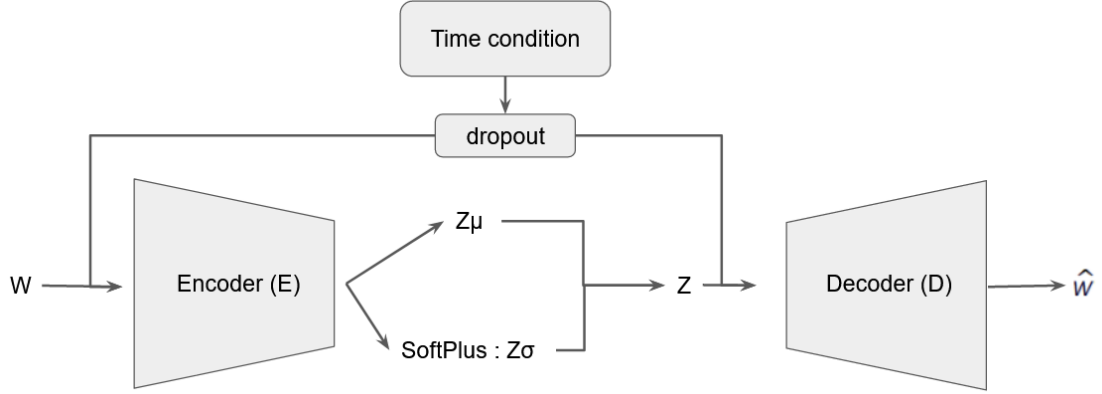 Time condition
dropout
Zμ
W
Encoder (E)
Z
Decoder (D)
ŵ
SoftPlus : Zσ